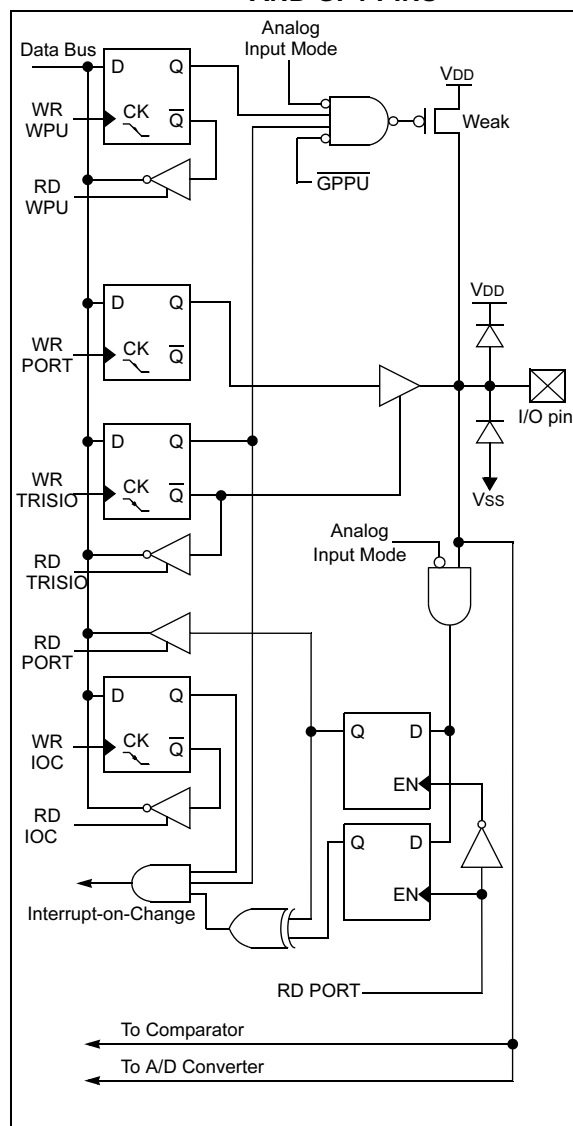 AND GP1 PINS
Analog
Input Mode
Data Bus
D Q
VDD
WR
WPU
CK Q̅
Weak
RD
WPU
G̅P̅P̅U̅
D Q
VDD
WR
PORT
CK Q̅
I/O pin
D Q
WR
TRISIO
CK Q̅
VSS
Analog
Input Mode
RD
TRISIO
RD
PORT
D Q
Q D
WR
IOC
CK Q̅
EN
RD
IOC
Q D
EN
Interrupt-on-Change
RD PORT
To Comparator
To A/D Converter